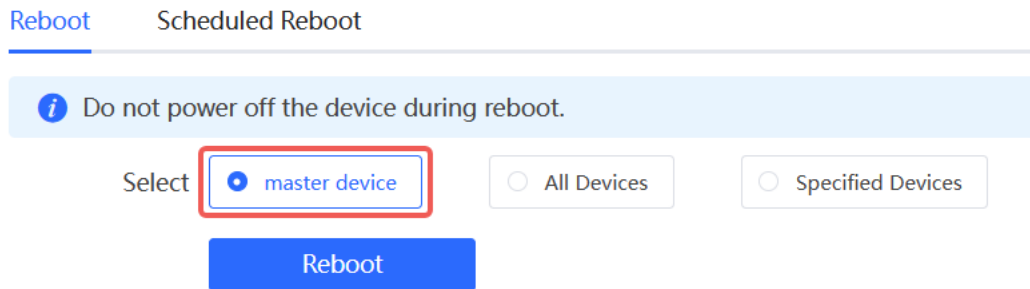 Reboot Scheduled Reboot
Do not power off the device during reboot.
Select master device All Devices Specified Devices
Reboot